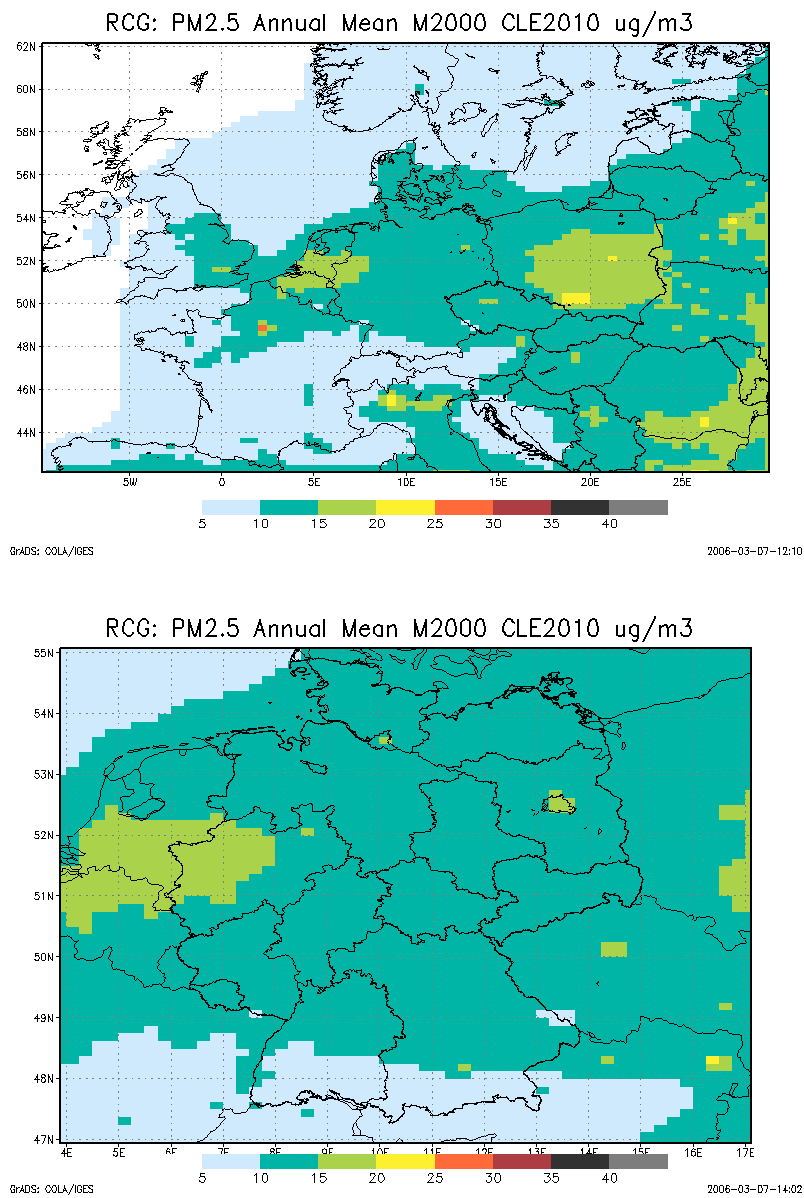 RCG: PM2.5 Annual Mean M2000 CLE2010 ug/m3
62N
60N
58N
56N
54N
52N
50N
48N
46N
44N
5W 0 5E 10E 15E 20E 25E
5 10 15 20 25 30 35 40
GrADS: COLA/IGES 2006-03-07-12:10
RCG: PM2.5 Annual Mean M2000 CLE2010 ug/m3
55N
54N
53N
52N
51N
50N
49N
48N
47N
4E 5E 6E 7E 8E 9E 10E 11E 12E 13E 14E 15E 16E 17E
5 10 15 20 25 30 35 40
GrADS: COLA/IGES 2006-03-07-14:02